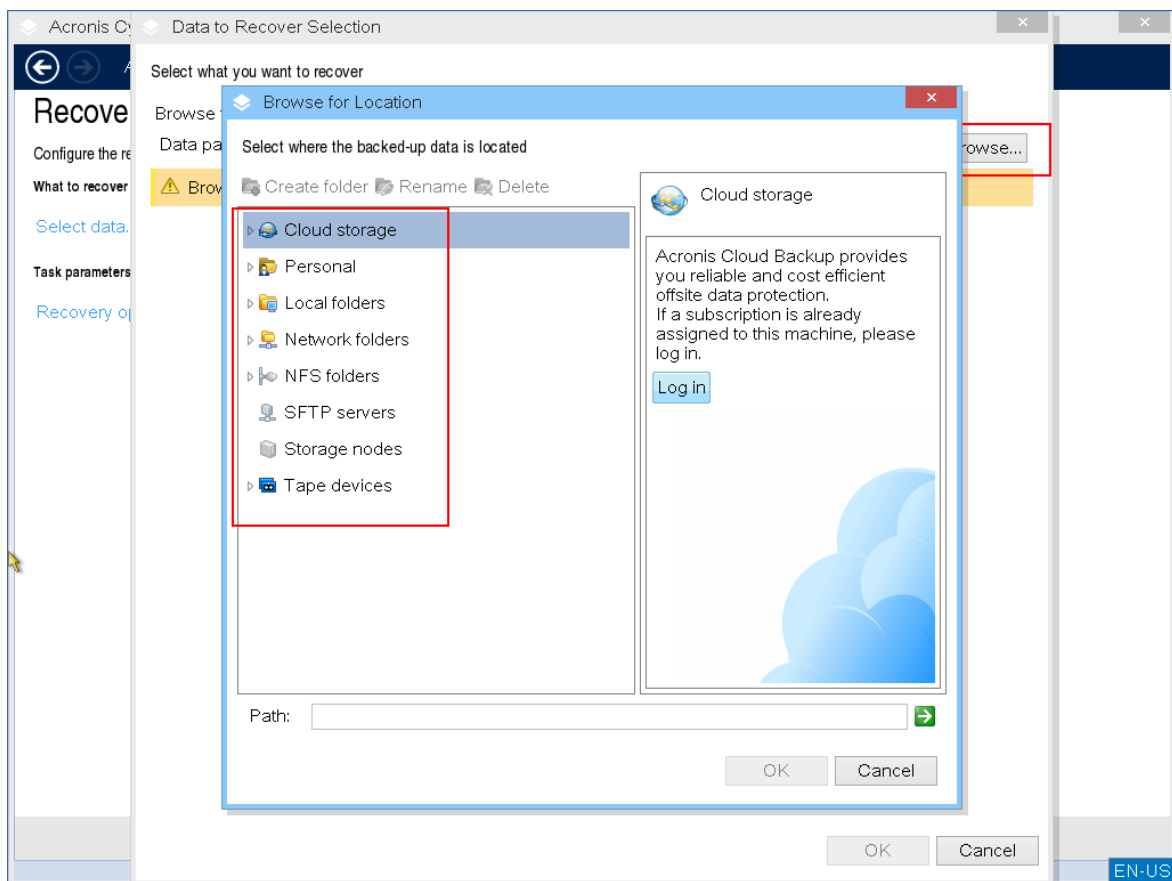 Acronis Cy
Data to Recover Selection
Select what you want to recover
Recove
Browse
Browse for Location
Configure the re
Data pa
Select where the backed-up data is located
rowse...
What to recover
Brow
Create folder Rename Delete
Cloud storage
Select data.
Cloud storage
Personal
Acronis Cloud Backup provides
you reliable and cost efficient
offsite data protection.
If a subscription is already
assigned to this machine, please
log in.
Task parameters
Local folders
Recovery op
Network folders
NFS folders
Log in
SFTP servers
Storage nodes
Tape devices
Path:
OK Cancel
OK Cancel
EN-US